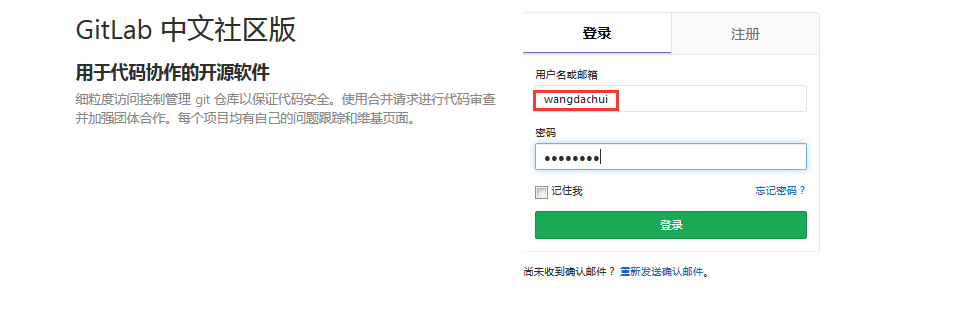 GitLab 中文社区版
用于代码协作的开源软件
细粒度访问控制管理 git 仓库以保证代码安全。使用合并请求进行代码审查
并加强团体合作。每个项目均有自己的问题跟踪和维基页面。
登录
注册
用户名或邮箱
wangdachui
密码
••••••••
记住我
忘记密码？
登录
尚未收到确认邮件？ 重新发送确认邮件。